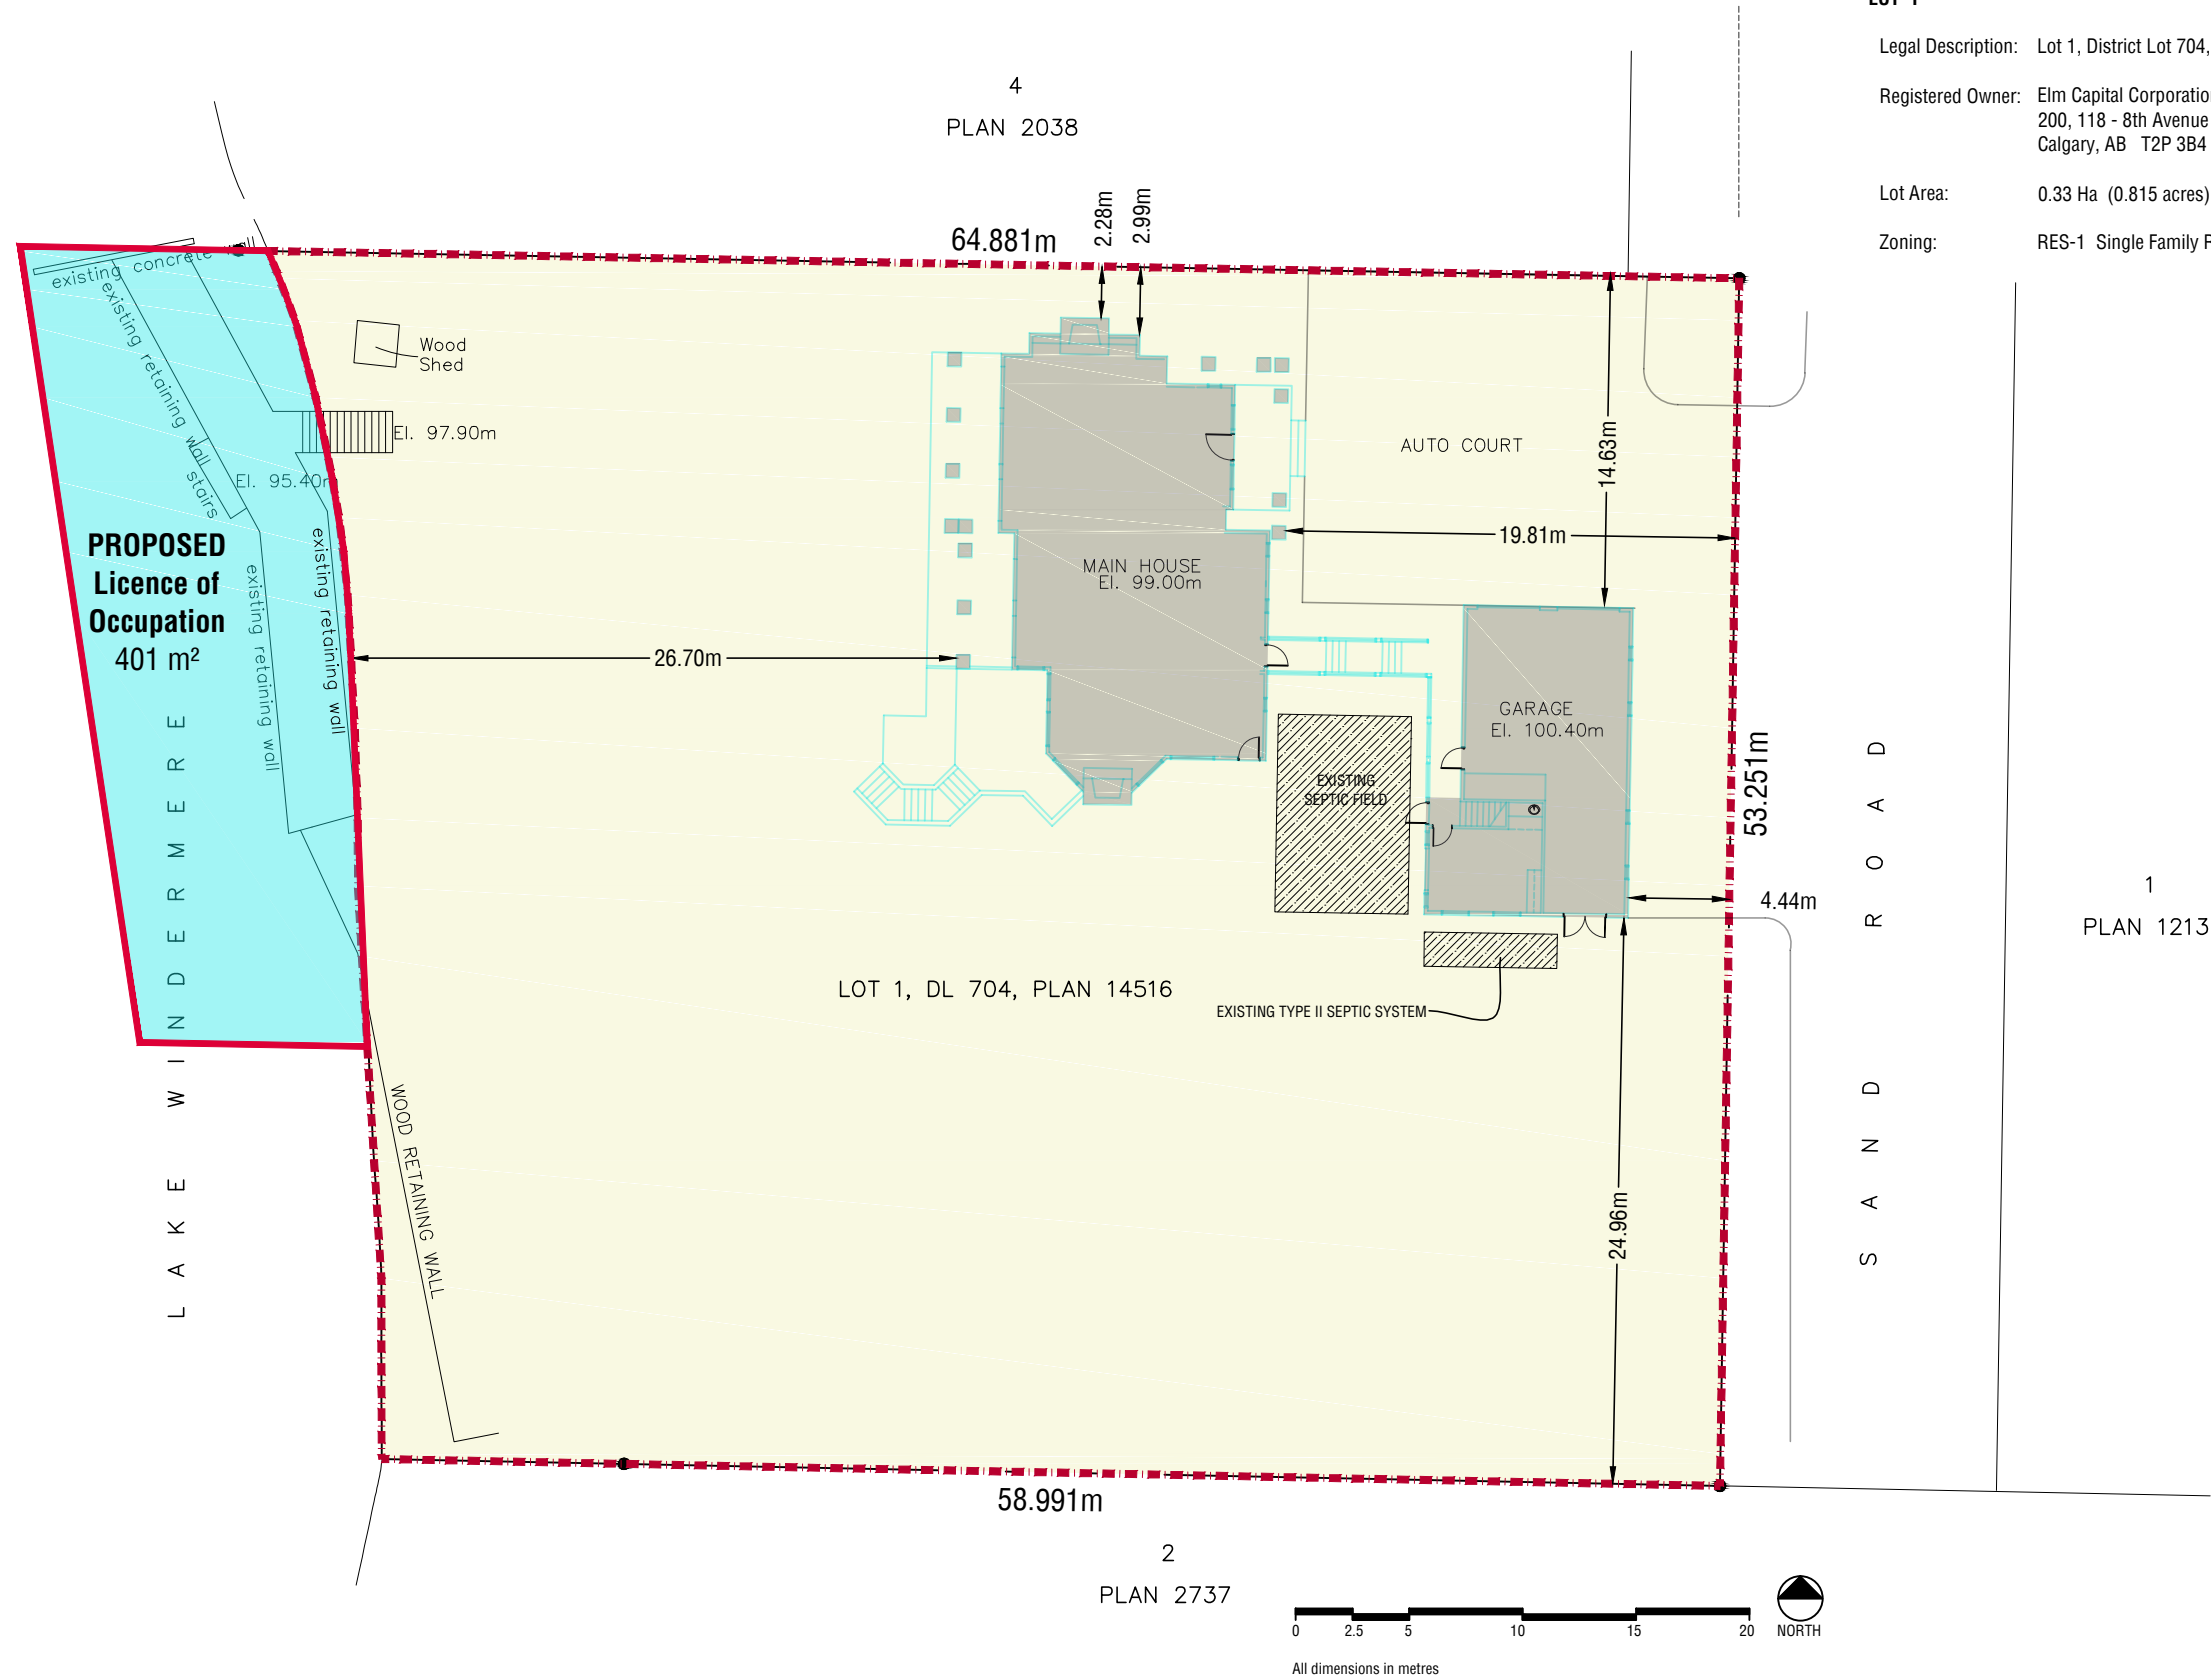 LOT 1
Legal Description: Lot 1, District Lot 704,
Registered Owner: Elm Capital Corporation
200, 118 - 8th Avenue
Calgary, AB T2P 3B4
Lot Area: 0.33 Ha (0.815 acres)
Zoning: RES-1 Single Family
4
PLAN 2038
64.881m
2.28m
2.99m
existing concrete
existing retaining wall
stairs
Wood
Shed
El. 97.90m
El. 95.40m
PROPOSED
Licence of
Occupation
401 m²
existing retaining wall
existing retaining wall
LAKE WINDERMERE
26.70m
MAIN HOUSE
El. 99.00m
AUTO COURT
14.63m
19.81m
GARAGE
El. 100.40m
EXISTING
SEPTIC FIELD
53.251m
4.44m
SAND ROAD
1
PLAN 1213
LOT 1, DL 704, PLAN 14516
EXISTING TYPE II SEPTIC SYSTEM
WOOD RETAINING WALL
24.96m
58.991m
2
PLAN 2737
0 2.5 5 10 15 20
NORTH
All dimensions in metres